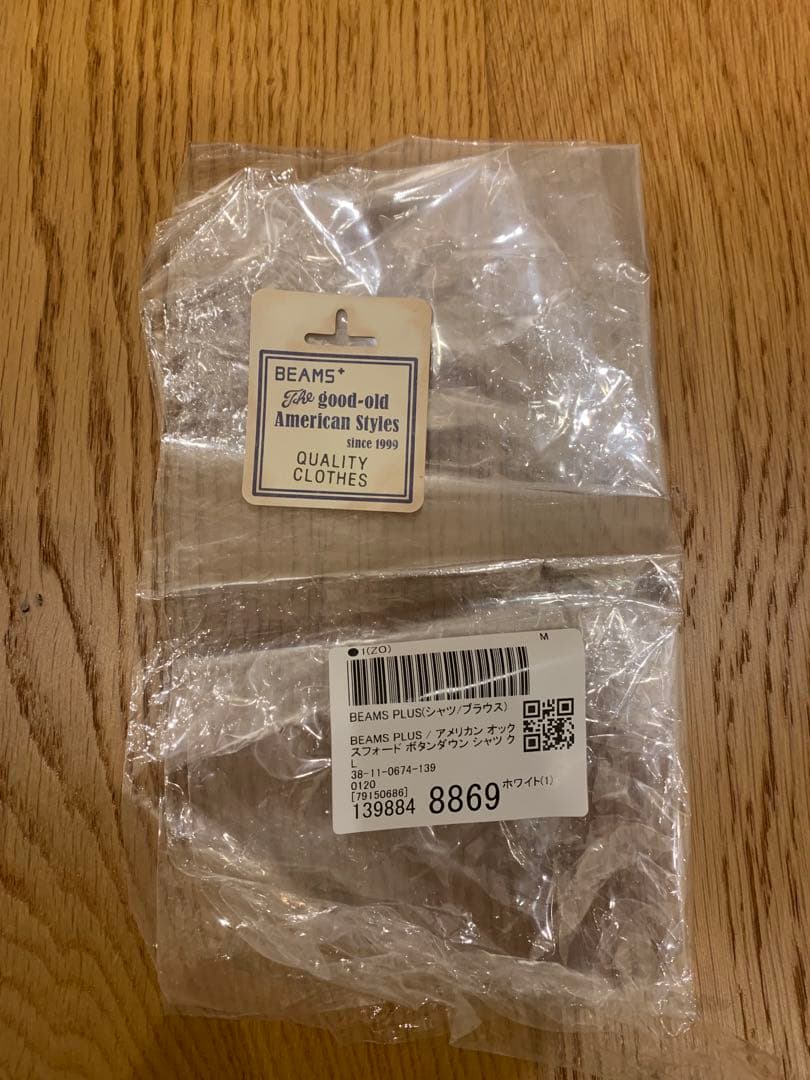 BEAMS+
The good-old
American Styles
since 1999
QUALITY
CLOTHES
●I(ZO)
M
BEAMS PLUS(シャツ/ブラウス)
BEAMS PLUS / アメリカン オック
スフォード ボタンダウン シャツ ク
L
38-11-0674-139
0120
[79150686]
139884 8869 ホワイト(1)